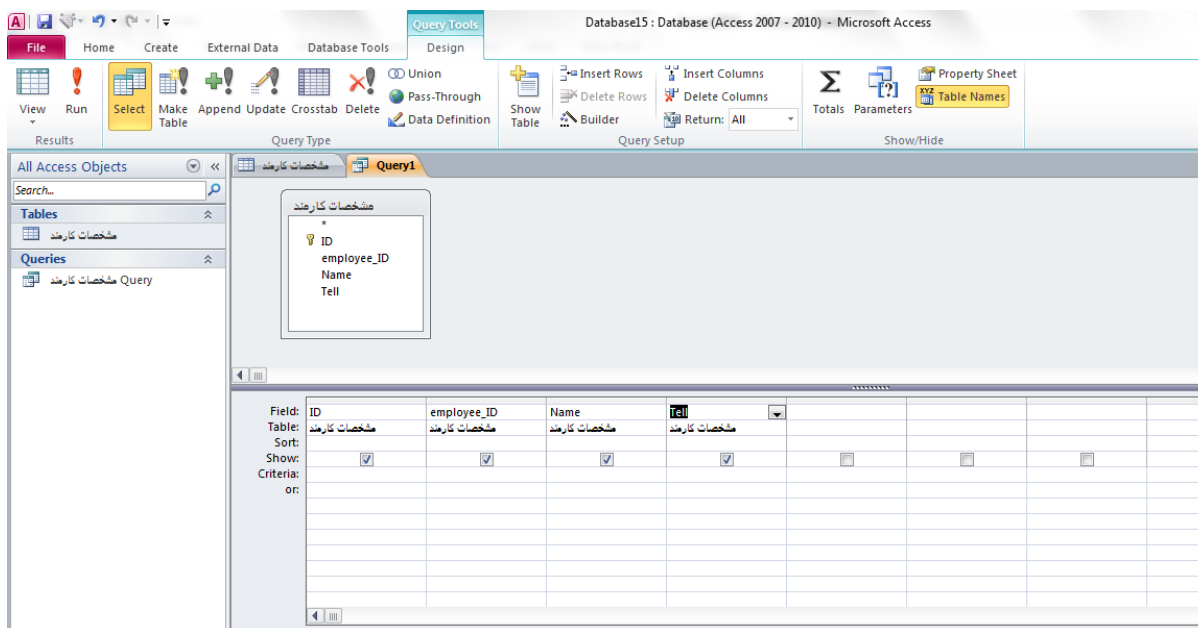 Query Tools
Database15 : Database (Access 2007 - 2010) - Microsoft Access
File Home Create External Data Database Tools Design
View Run Select Make Table Append Update Crosstab Delete
Union
Pass-Through
Data Definition
Show Table
Insert Rows
Delete Rows
Builder
Insert Columns
Delete Columns
Return: All
Totals Parameters
Property Sheet
Table Names
Results Query Type Query Setup Show/Hide
All Access Objects
Search...
Tables
مشخصات کارمند
Queries
مشخصات کارمند Query
مشخصات کارمند Query1
مشخصات کارمند
*
ID
employee_ID
Name
Tell
Field: ID employee_ID Name Tell
Table: مشخصات کارمند مشخصات کارمند مشخصات کارمند مشخصات کارمند
Sort:
Show:
Criteria:
or: